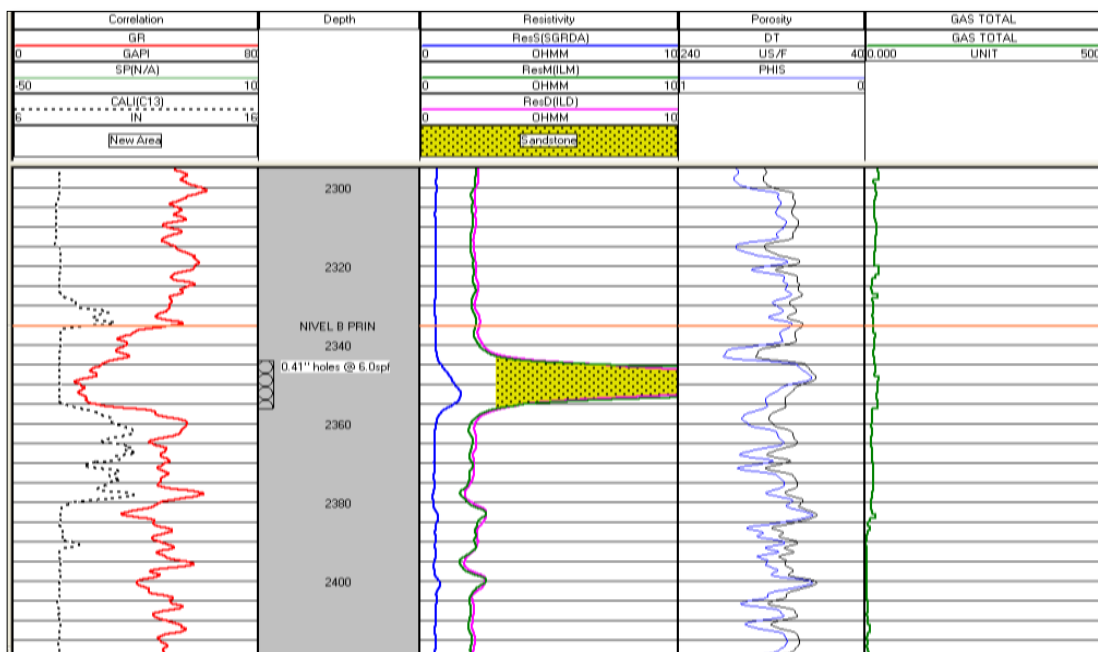 Correlation Depth Resistivity Porosity GAS TOTAL
GR ResS(SGRDA) DT GAS TOTAL
0 GAPI 80 0 OHMM 10 240 US/F 40 0.000 UNIT 500
SP(N/A) ResM(ILM) PHIS
-50 10 0 OHMM 10 1 0
CALI(C13) ResD(ILD)
6 IN 16 0 OHMM 10
New Area Sandstone
2300
2320
NIVEL B PRIN
2340
0.41" holes @ 6.0spf
2360
2380
2400